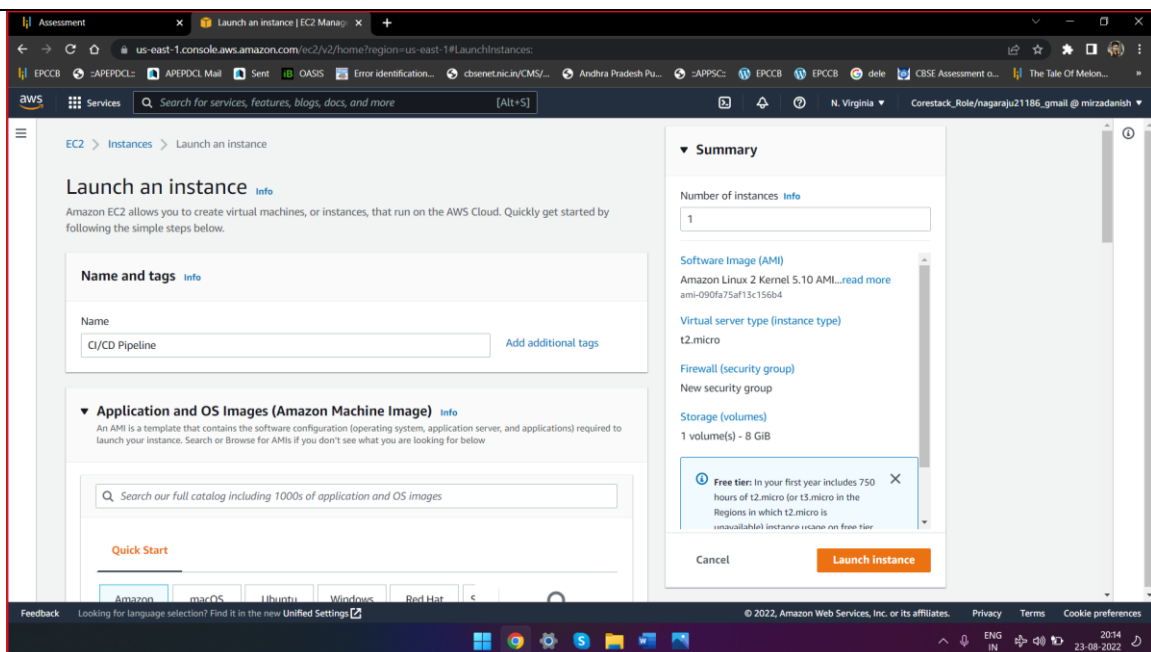 Assessment
Launch an instance | EC2 Manag
us-east-1.console.aws.amazon.com/ec2/v2/home?region=us-east-1#LaunchInstances:
EPCCB ::APEPDCL:: APEPDCL Mail Sent iB OASIS Error identification... cbsenet.nic.in/CMS/... Andhra Pradesh Pu... ::APPSC:: EPCCB EPCCB dele CBSE Assessment o... The Tale Of Melon... »
aws Services Search for services, features, blogs, docs, and more [Alt+S] N. Virginia Corestack_Role/nagaraju21186_gmail @ mirzadanish
EC2 > Instances > Launch an instance
Launch an instance Info
Amazon EC2 allows you to create virtual machines, or instances, that run on the AWS Cloud. Quickly get started by
following the simple steps below.
Name and tags Info
Name
CI/CD Pipeline
Add additional tags
Application and OS Images (Amazon Machine Image) Info
An AMI is a template that contains the software configuration (operating system, application server, and applications) required to
launch your instance. Search or Browse for AMIs if you don't see what you are looking for below
Search our full catalog including 1000s of application and OS images
Quick Start
Amazon macOS Ubuntu Windows Red Hat S
Summary
Number of instances Info
1
Software Image (AMI)
Amazon Linux 2 Kernel 5.10 AMI...read more
ami-090fa75af13c156b4
Virtual server type (instance type)
t2.micro
Firewall (security group)
New security group
Storage (volumes)
1 volume(s) - 8 GiB
Free tier: In your first year includes 750
hours of t2.micro (or t3.micro in the
Regions in which t2.micro is
unavailable) instance usage on free tier
Cancel
Launch instance
Feedback Looking for language selection? Find it in the new Unified Settings © 2022, Amazon Web Services, Inc. or its affiliates. Privacy Terms Cookie preferences
ENG
IN
20:14
23-08-2022